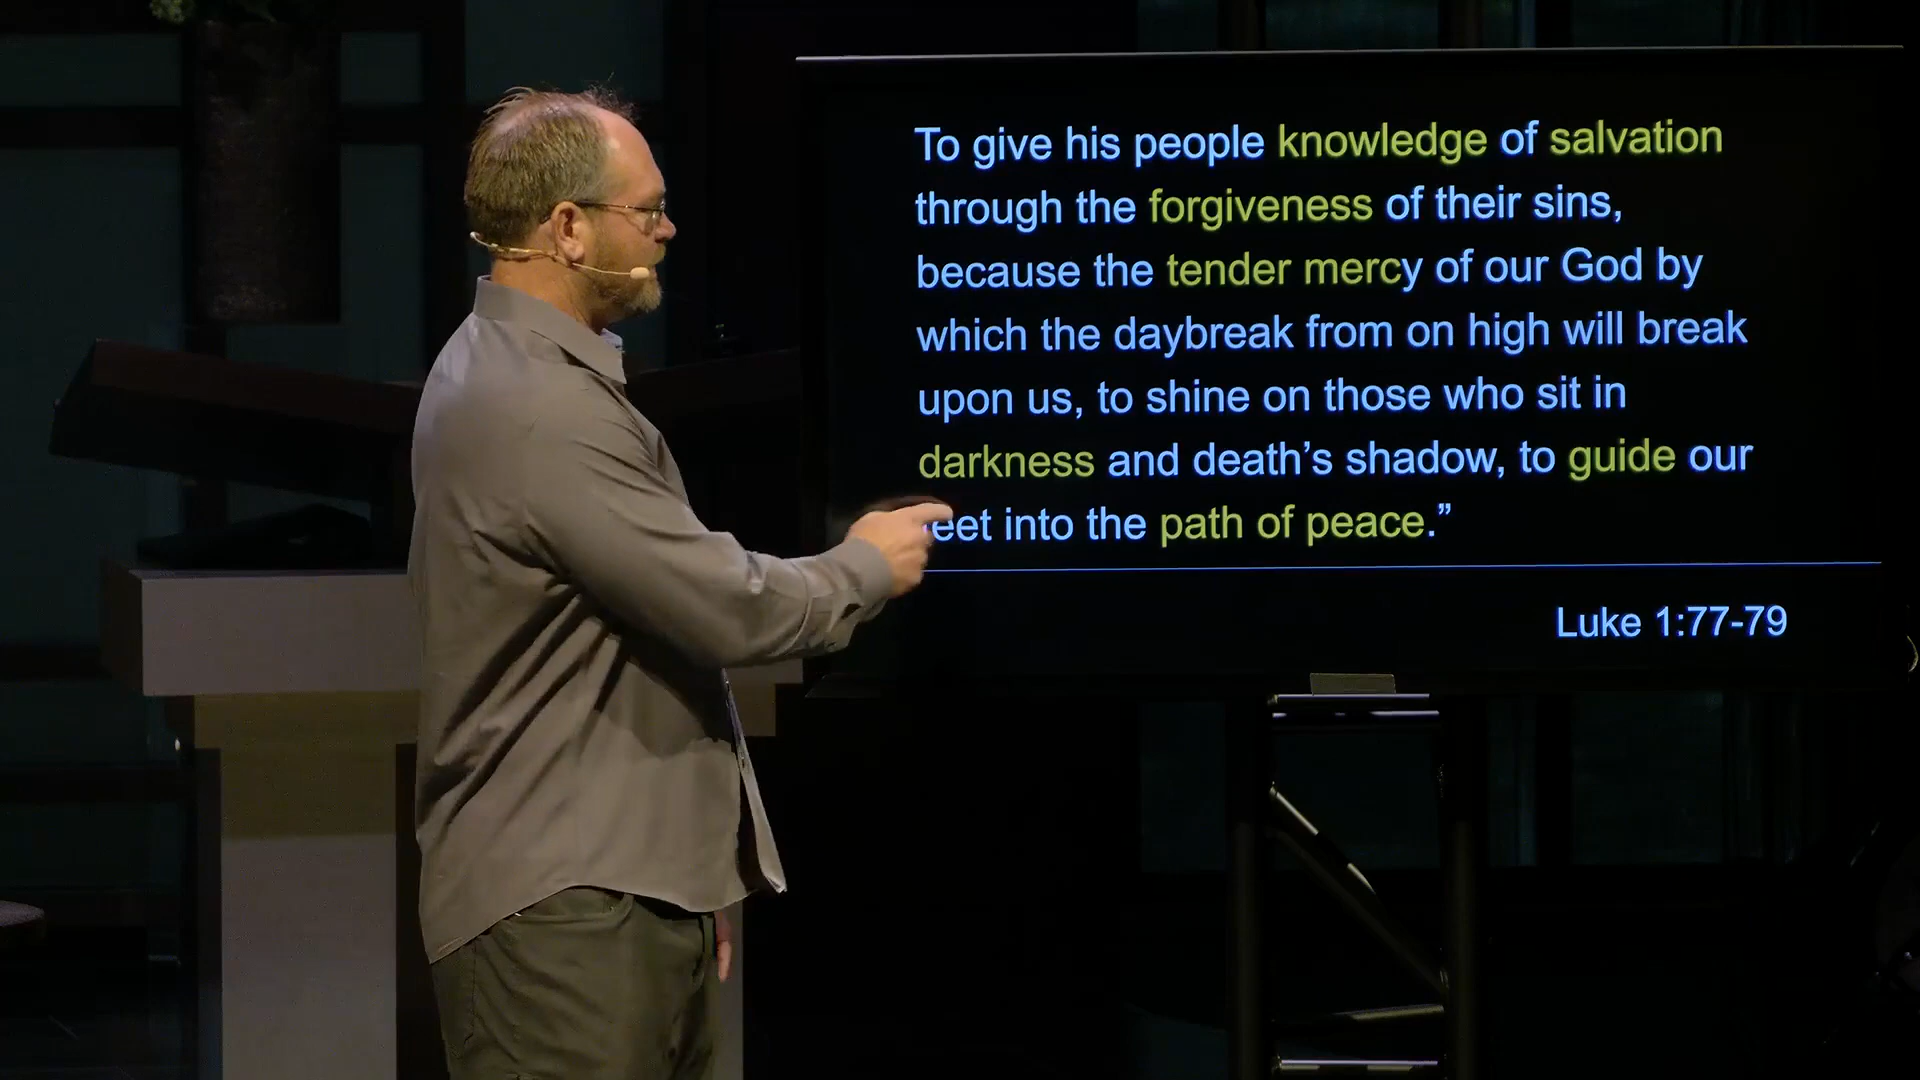 To give his people knowledge of salvation
through the forgiveness of their sins,
because the tender mercy of our God by
which the daybreak from on high will break
upon us, to shine on those who sit in
darkness and death’s shadow, to guide our
feet into the path of peace.”
Luke 1:77-79